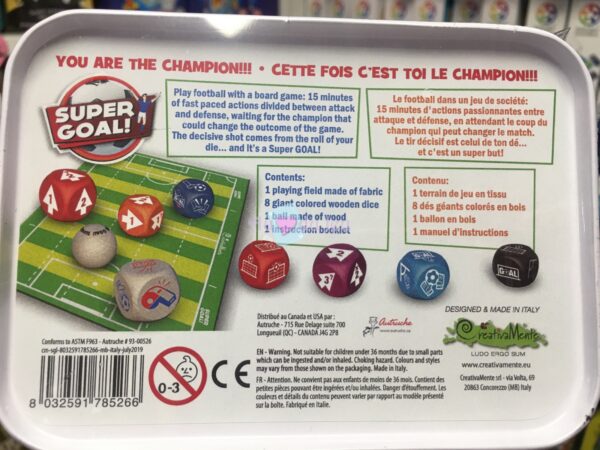 YOU ARE THE CHAMPION!!! • CETTE FOIS C'EST TOI LE CHAMPION!!!
SUPER
GOAL!
Play football with a board game: 15 minutes
of fast paced actions divided between attack
and defense, waiting for the champion that
could change the outcome of the game.
The decisive shot comes from the roll of your
die... and it's a Super GOAL!
Le football dans un jeu de société:
15 minutes d'actions passionnantes entre
attaque et défense, en attendant le coup du
champion qui peut changer le match.
Le tir décisif est celui de ton dé...
et c'est un super but!
Contents:
1 playing field made of fabric
8 giant colored wooden dice
1 ball made of wood
1 instruction booklet
Contenu:
1 terrain de jeu en tissu
8 dés géants colorés en bois
1 ballon en bois
1 manuel d'instructions
GOAL
Distribué au Canada et USA par :
Autruche - 715 Rue Delage suite 700
Longueuil (QC) - CANADA J4G 2P8
Autruche
www.autruche.ca
DESIGNED & MADE IN ITALY
CreativaMente
LUDO ERGO SUM
www.creativamente.eu
CreativaMente srl - via Volta, 69
20863 Concorezzo (MB) Italy
Conforms to ASTM F963 - Autruche # 93-00526
cm-sgl-8032591785266-mb-italy-july2019
8 032591 785266
0-3
EN - Warning. Not suitable for children under 36 months due to small parts
which can be ingested and/or inhaled. Choking hazard. Colours and styles
may vary from those shown on the packaging. Made in Italy.
FR - Attention. Ne convient pas aux enfants de moins de 36 mois. Contient des
petites pièces pouvant être ingérées et/ou inhalées. Danger d'étouffement. Les
couleurs et détails du contenu peuvent varier par rapport au modèle présenté
sur la boîte. Fabriqué en Italie.